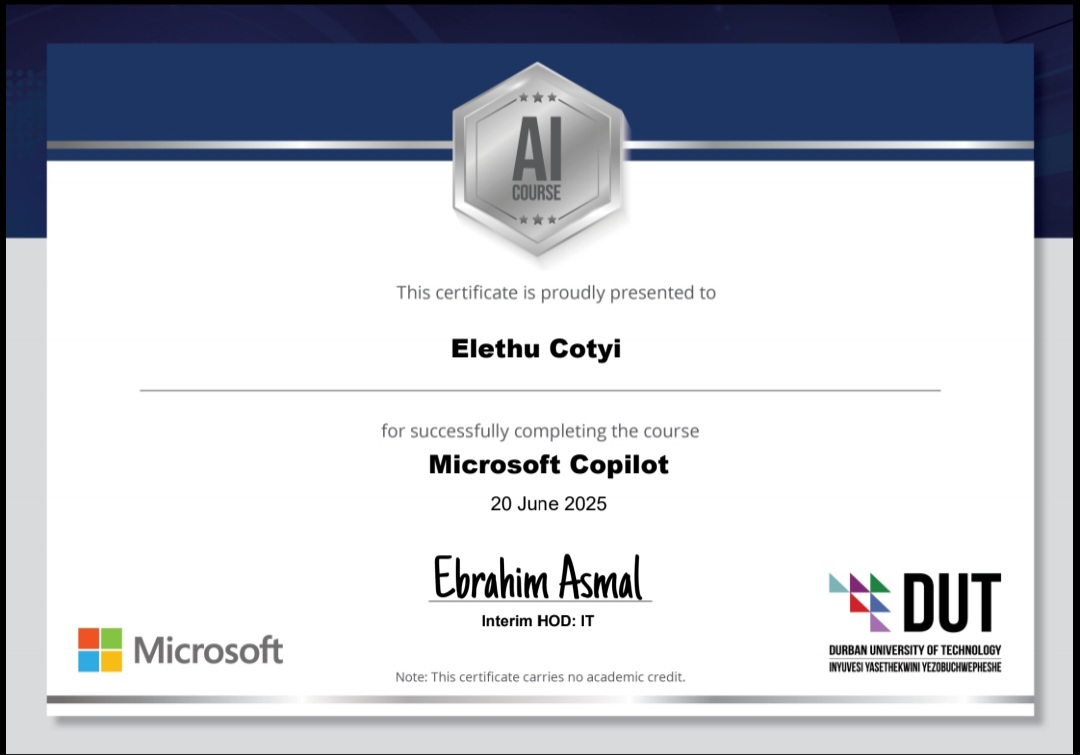 AI
COURSE
This certificate is proudly presented to
Elethu Cotyi
for successfully completing the course
Microsoft Copilot
20 June 2025
Ebrahim Asmal
Interim HOD: IT
Microsoft
DUT
DURBAN UNIVERSITY OF TECHNOLOGY
INYUVESI YASETHEKWINI YEZOBUCHWEPHESHE
Note: This certificate carries no academic credit.